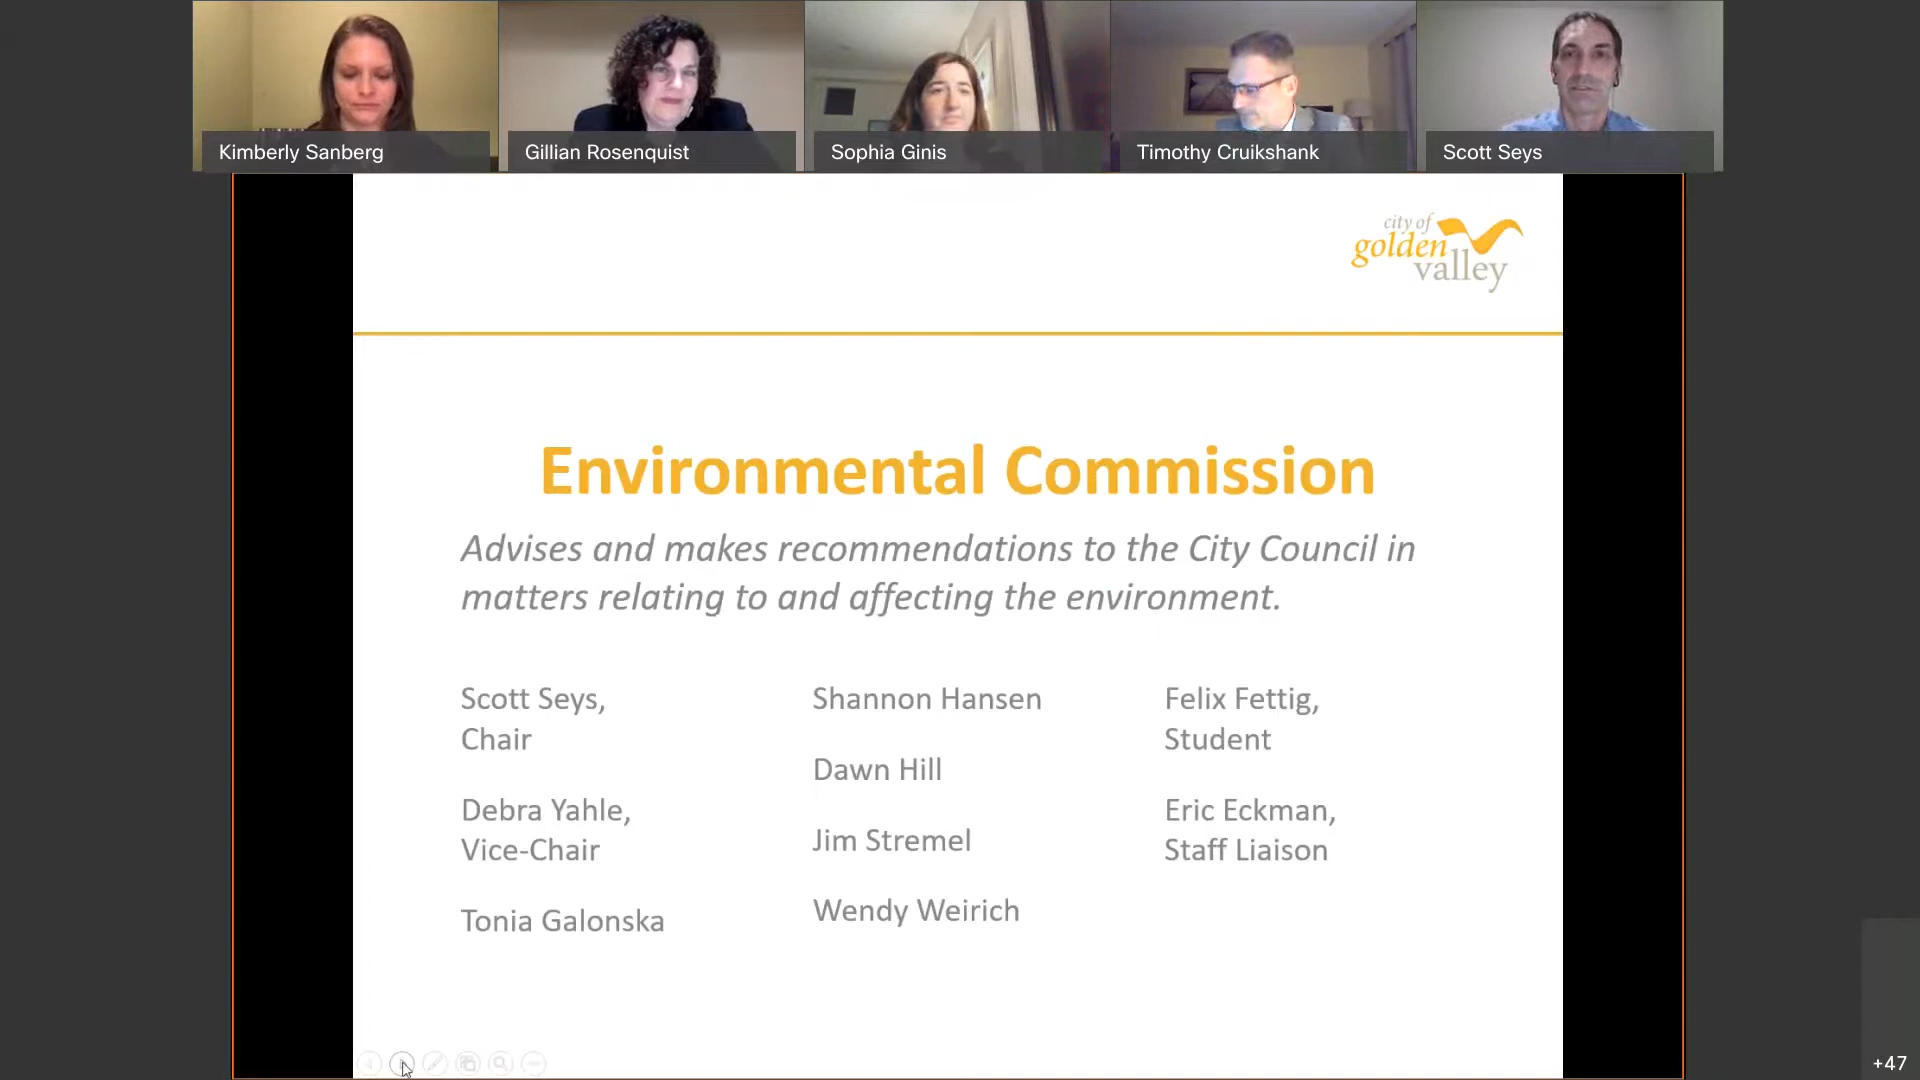 Kimberly Sanberg
Gillian Rosenquist
Sophia Ginis
Timothy Cruikshank
Scott Seys
city of
golden
valley
Environmental Commission
Advises and makes recommendations to the City Council in
matters relating to and affecting the environment.
Scott Seys,
Chair
Debra Yahle,
Vice-Chair
Tonia Galonska
Shannon Hansen
Dawn Hill
Jim Stremel
Wendy Weirich
Felix Fettig,
Student
Eric Eckman,
Staff Liaison
+47